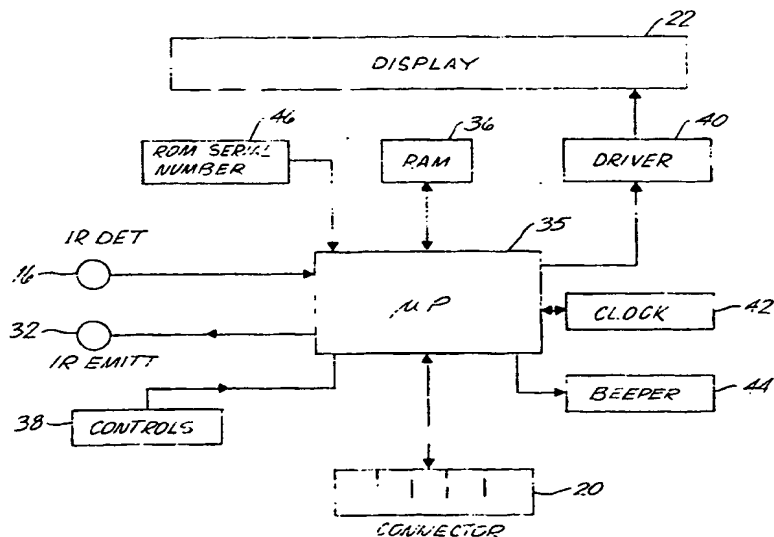 22
DISPLAY
46
ROM SERIAL
NUMBER
36
RAM
40
DRIVER
IR DET
16
35
μP
32
IR EMITT
CLOCK
42
38
CONTROLS
BEEPER
44
20
CONNECTOR